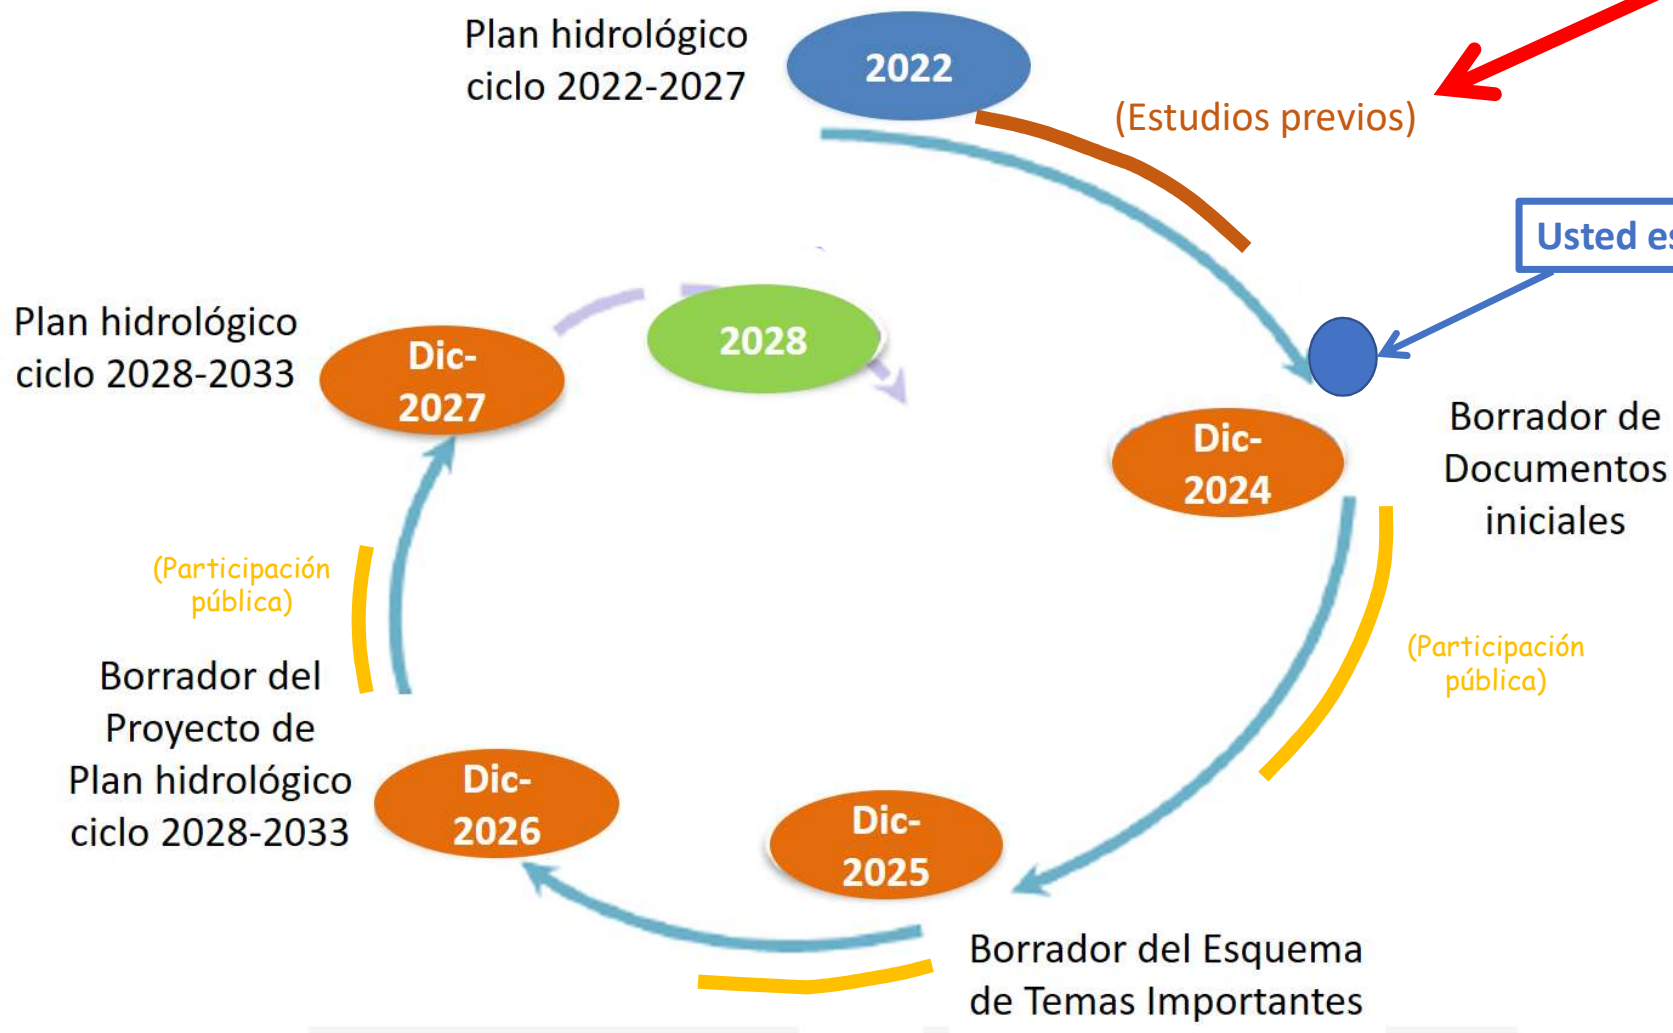 Plan hidrológico
ciclo 2022-2027
2022
(Estudios previos)
Usted es
Plan hidrológico
ciclo 2028-2033
Dic-
2027
2028
Dic-
2024
Borrador de
Documentos
iniciales
(Participación
pública)
(Participación
pública)
Borrador del
Proyecto de
Plan hidrológico
ciclo 2028-2033
Dic-
2026
Dic-
2025
Borrador del Esquema
de Temas Importantes